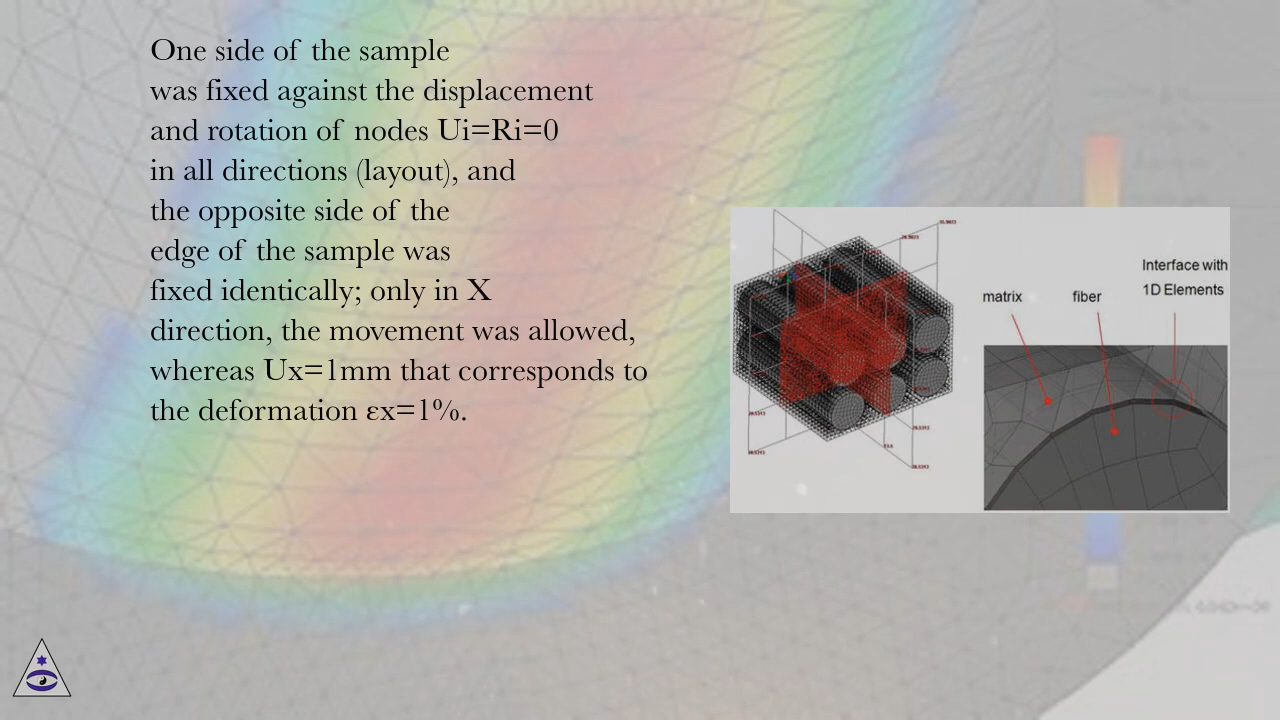 One side of the sample
was fixed against the displacement
and rotation of nodes Ui=Ri=0
in all directions (layout), and
the opposite side of the
edge of the sample was
fixed identically; only in X
direction, the movement was allowed,
whereas Ux=1mm that corresponds to
the deformation εx=1%.
Interface with
1D Elements
matrix
fiber